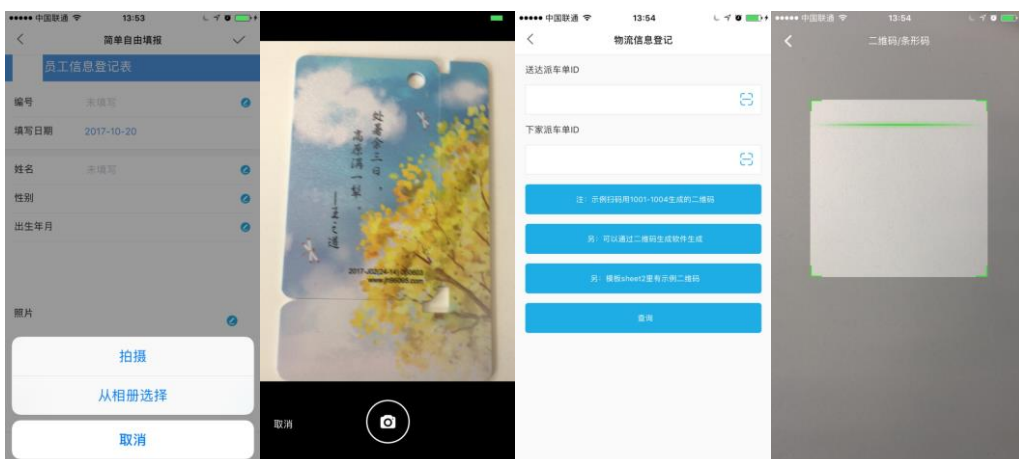 中国联通
13:53
简单自由填报
员工信息登记表
编号
未填写
填写日期
2017-10-20
姓名
未填写
性别
出生年月
照片
拍摄
从相册选择
取消
处暑余三日，
高原满一犁。
2017-J02(24-14) 050603
www.jt96095.com
取消
中国联通
13:54
物流信息登记
送达派车单ID
下家派车单ID
注：示例扫码用1001-1004生成的二维码
另：可以通过二维码生成软件生成
另：模板sheet2里有示例二维码
查询
中国联通
13:54
二维码/条形码